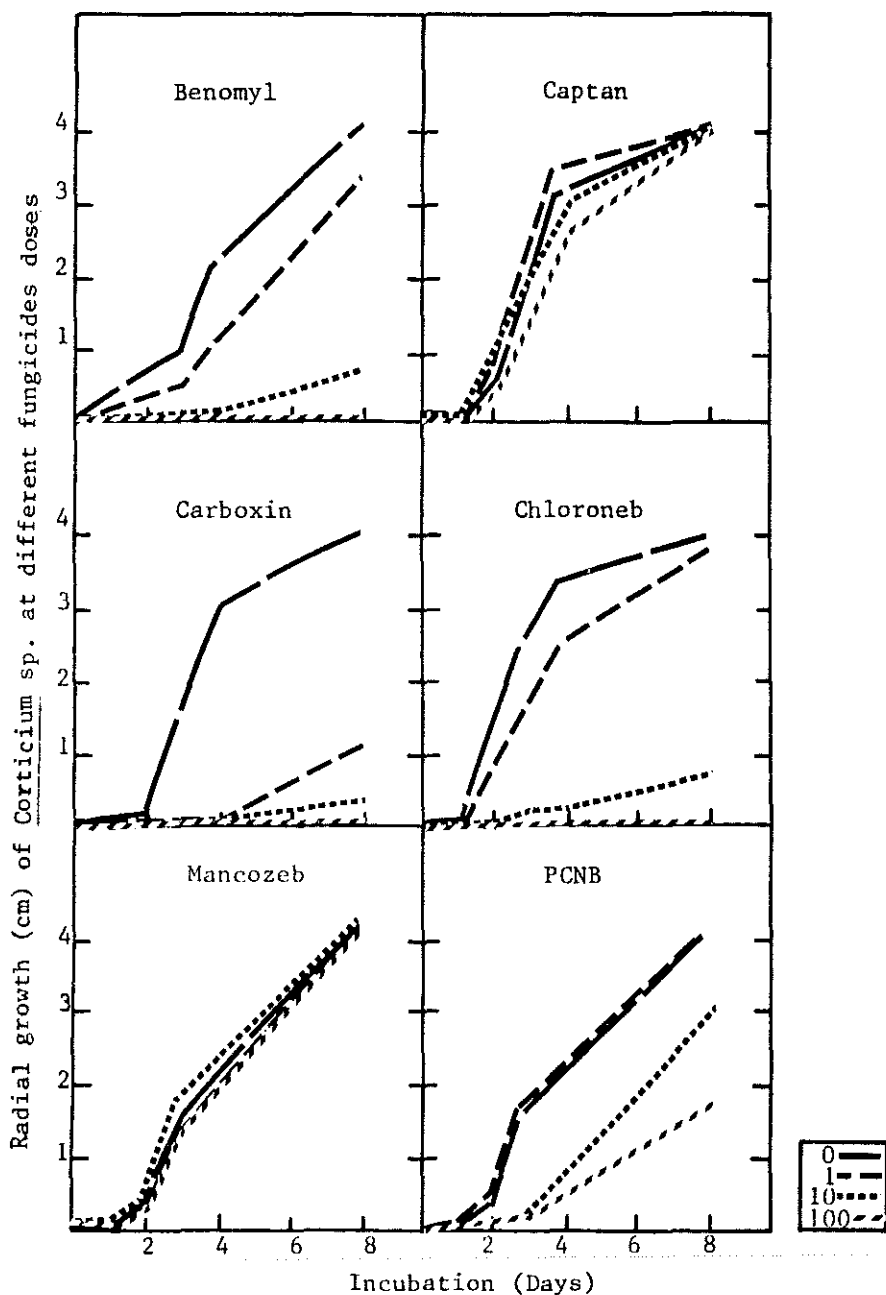 Radial growth (cm) of Corticium sp. at different fungicides doses
Benomyl
Captan
4
3
2
1
Carboxin
Chloroneb
4
3
2
1
Mancozeb
PCNB
4
3
2
1
2 4 6 8
2 4 6 8
Incubation (Days)
0
1
10
100